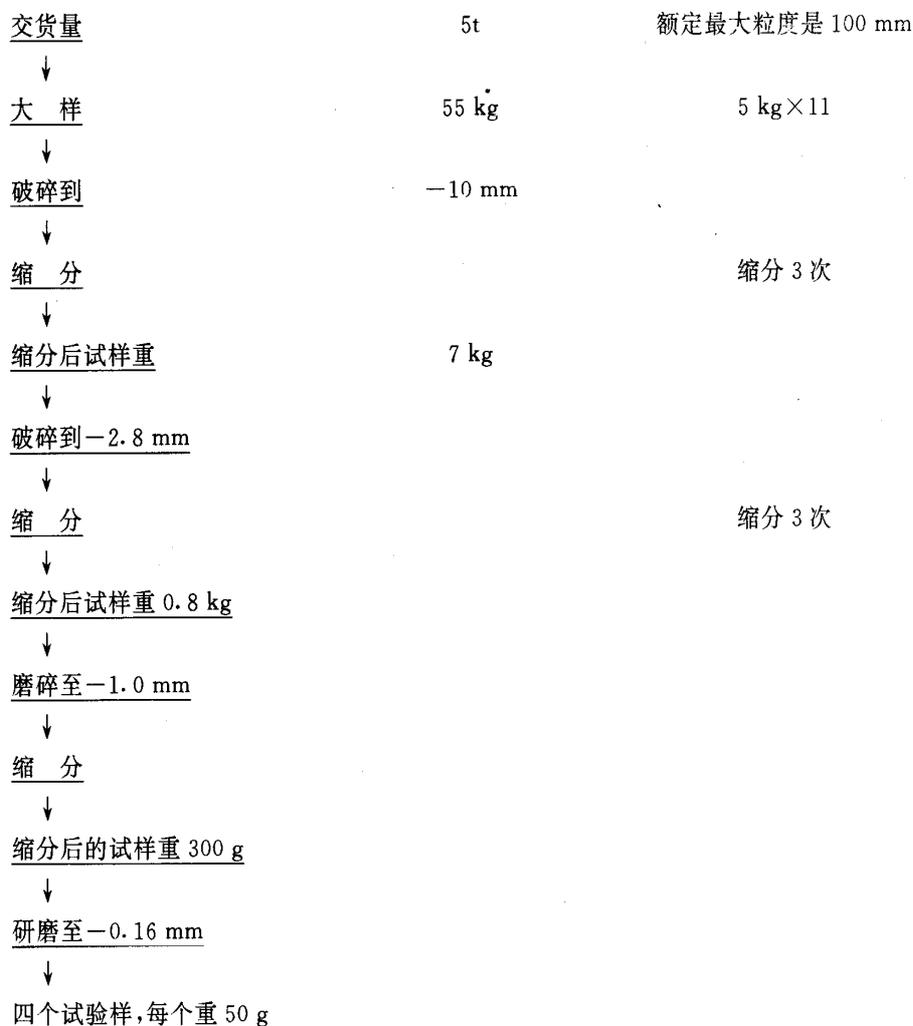 交货量 5t 额定最大粒度是 100 mm
↓
大 样 55 kg 5 kg×11
↓
破碎到 －10 mm
↓
缩 分 缩分 3 次
↓
缩分后试样重 7 kg
↓
破碎到－2.8 mm
↓
缩 分 缩分 3 次
↓
缩分后试样重 0.8 kg
↓
磨碎至－1.0 mm
↓
缩 分
↓
缩分后的试样重 300 g
↓
研磨至－0.16 mm
↓
四个试验样,每个重 50 g